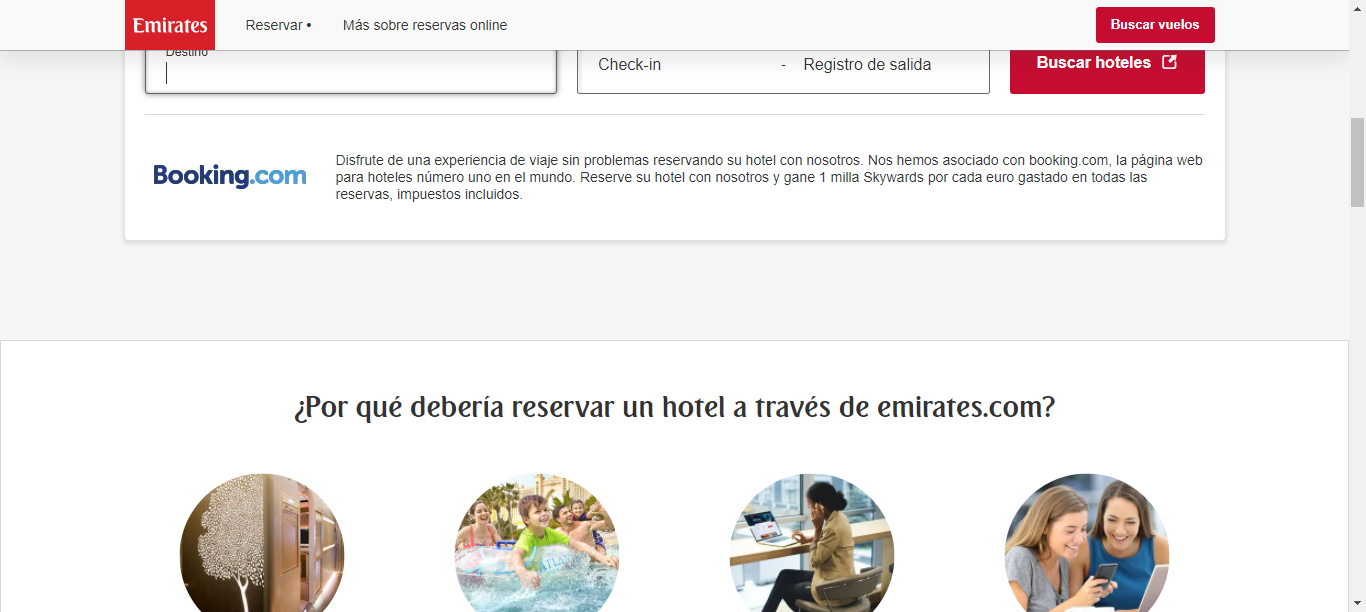 Emirates
Reservar •
Más sobre reservas online
Buscar vuelos
Destino
Check-in - Registro de salida
Buscar hoteles
Booking.com
Disfrute de una experiencia de viaje sin problemas reservando su hotel con nosotros. Nos hemos asociado con booking.com, la página web
para hoteles número uno en el mundo. Reserve su hotel con nosotros y gane 1 milla Skywards por cada euro gastado en todas las
reservas, impuestos incluidos.
¿Por qué debería reservar un hotel a través de emirates.com?